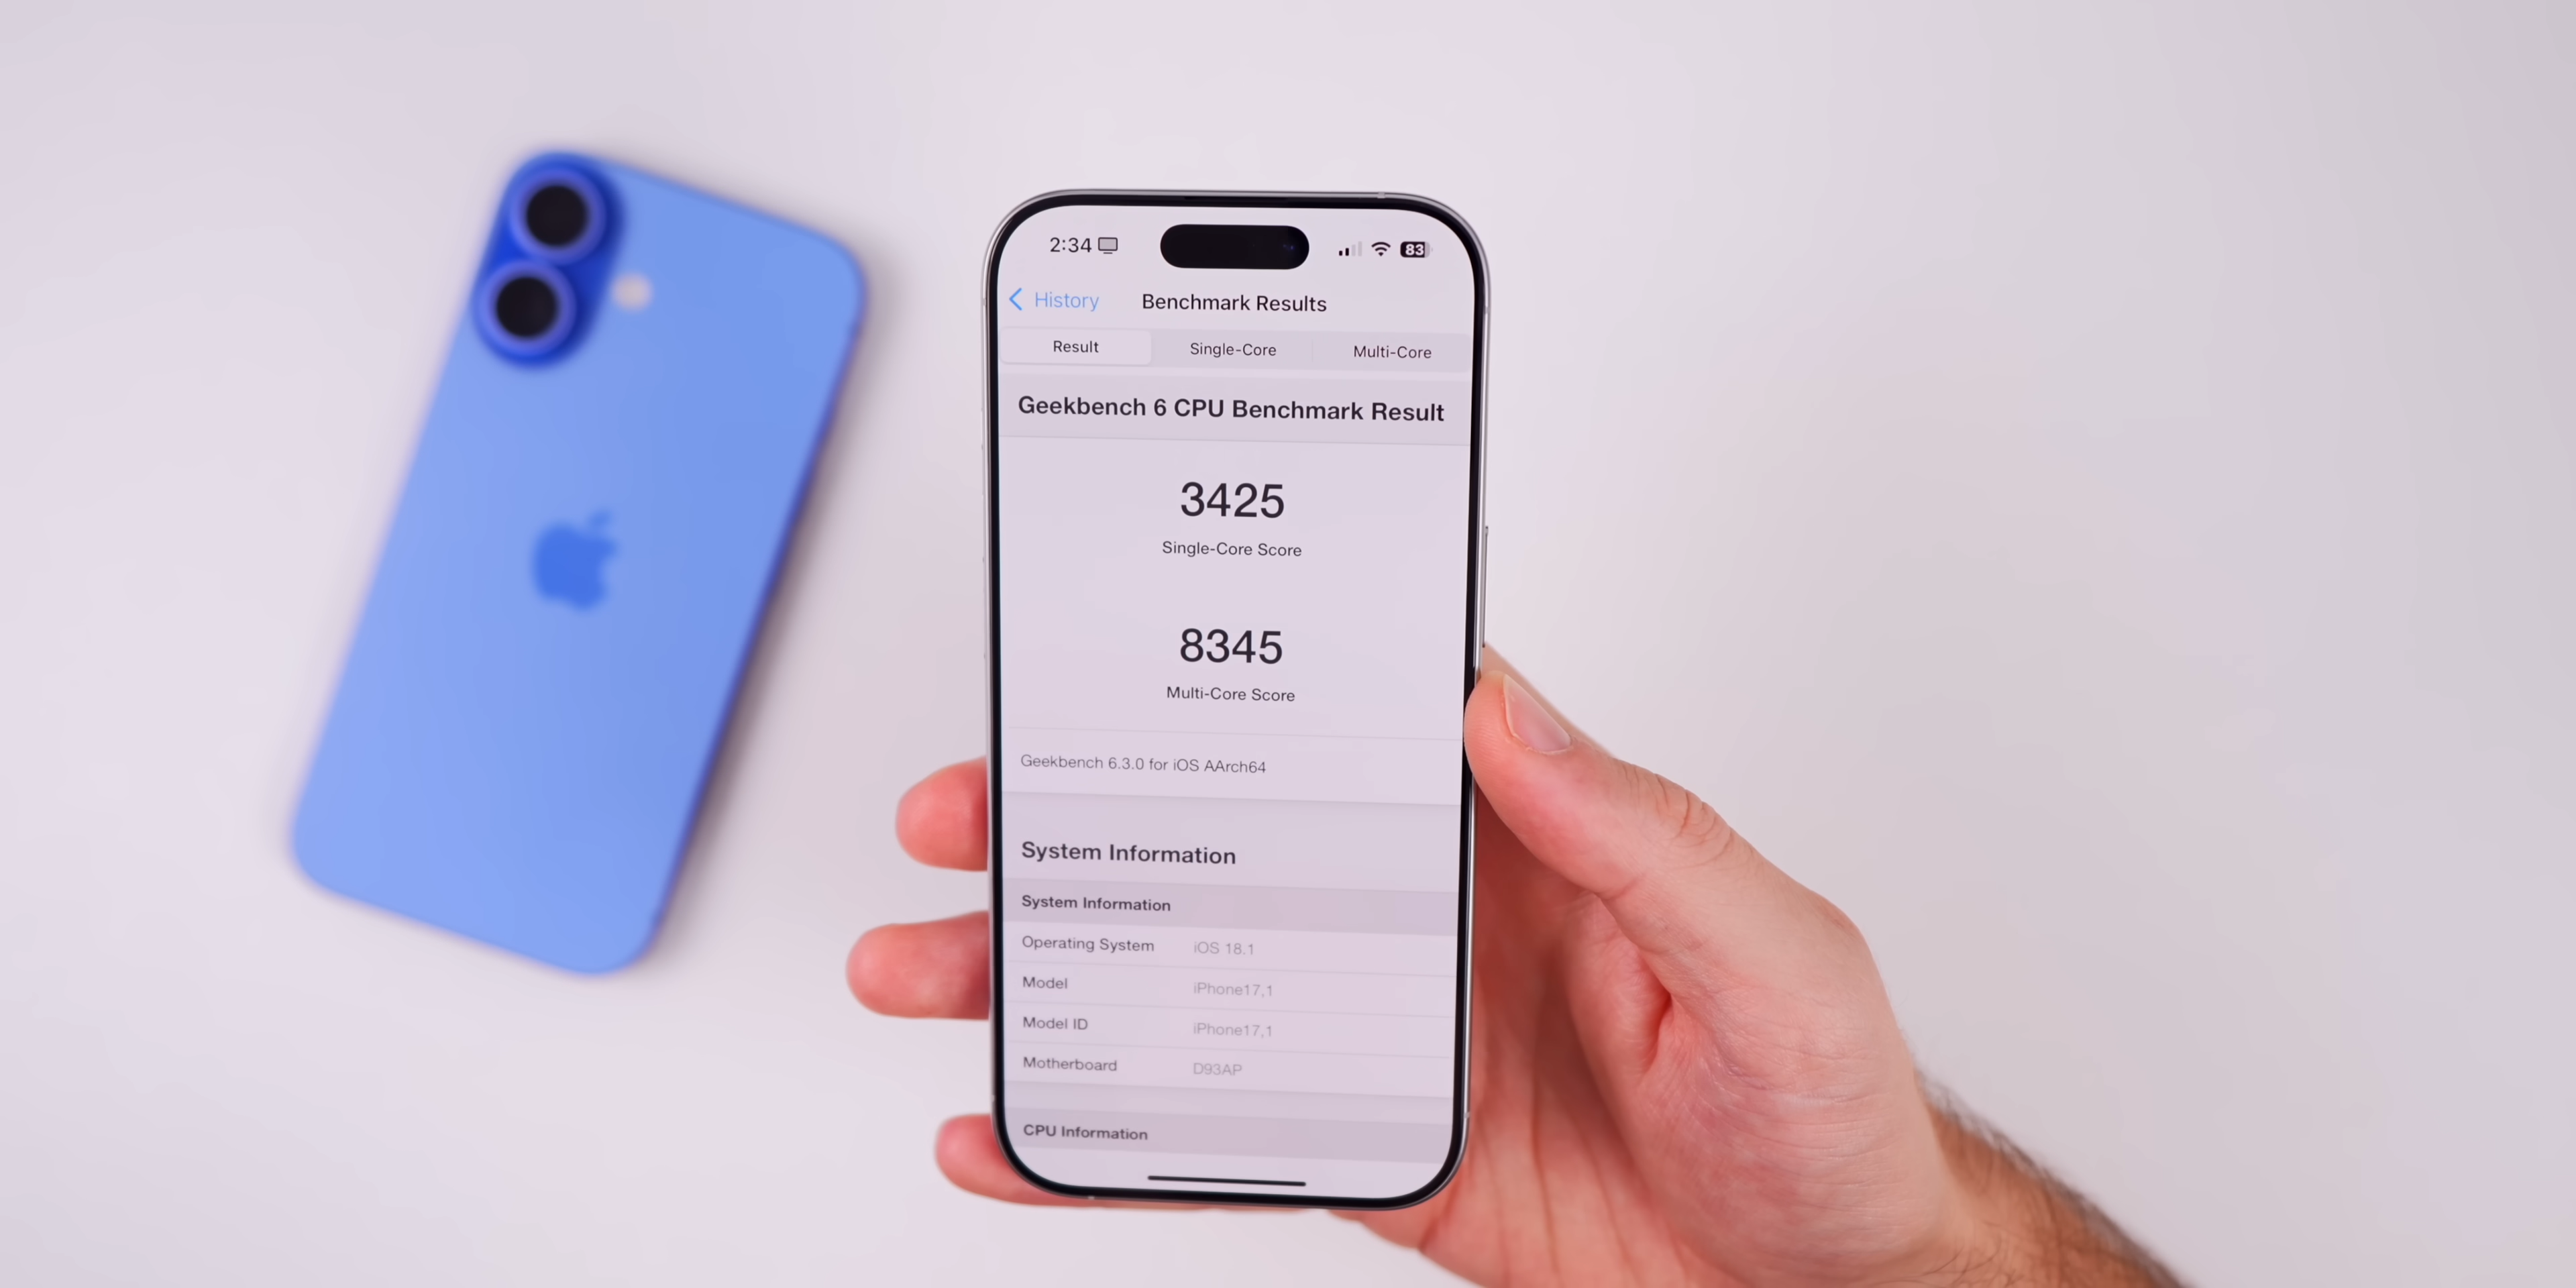 2:34 83
History Benchmark Results
Result Single-Core Multi-Core
Geekbench 6 CPU Benchmark Result
3425
Single-Core Score
8345
Multi-Core Score
Geekbench 6.3.0 for iOS AArch64
System Information
System Information
Operating System iOS 18.1
Model iPhone17,1
Model ID iPhone17,1
Motherboard D93AP
CPU Information